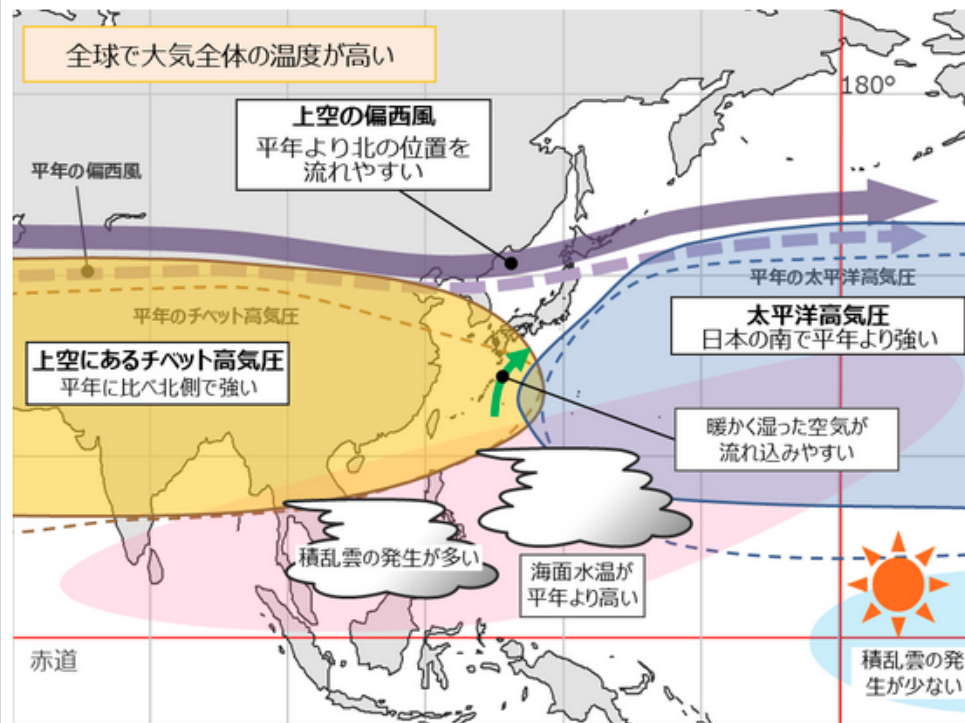 全球で大気全体の温度が高い
180°
上空の偏西風
平年より北の位置を
流れやすい
平年の偏西風
平年の太平洋高気圧
平年のチベット高気圧
太平洋高気圧
日本の南で平年より強い
上空にあるチベット高気圧
平年に比べ北側で強い
暖かく湿った空気が
流れ込みやすい
積乱雲の発生が多い
海面水温が
平年より高い
赤道
積乱雲の発
生が少ない